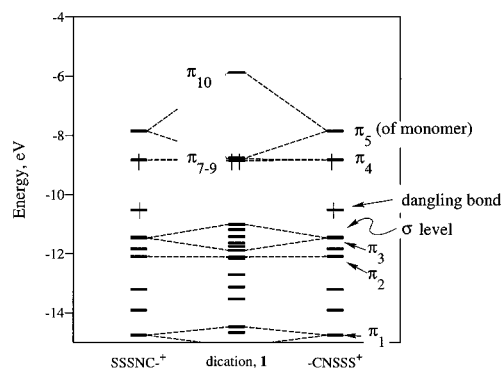 -4
-6
π10
π5 (of monomer)
-8
π7-9
π4
Energy, eV
-10
dangling bond
σ level
π3
-12
π2
-14
π1
SSSNC-+
dication, 1
-CNSSS+